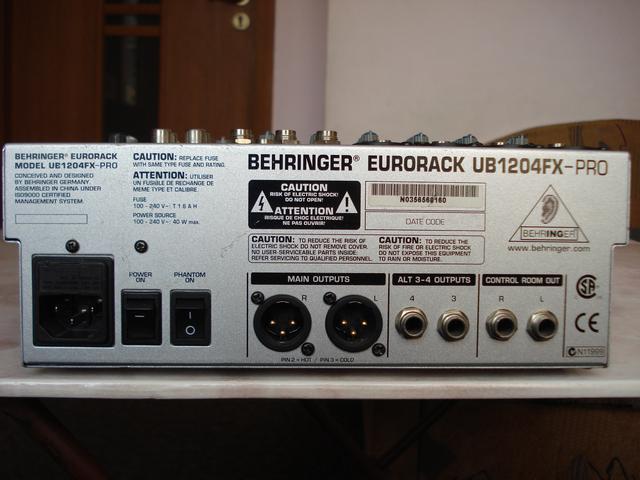 BEHRINGER® EURORACK
MODEL UB1204FX-PRO
CONCEIVED AND DESIGNED
BY BEHRINGER GERMANY.
ASSEMBLED IN CHINA UNDER
ISO9000 CERTIFIED
MANAGEMENT SYSTEM.
CAUTION: REPLACE FUSE
WITH SAME TYPE FUSE AND RATING.
ATTENTION: UTILISER
UN FUSIBLE DE RECHANGE DE
MEME TYPE ET CALIBRE.
FUSE
100 - 240 V~: T 1.6 A H
POWER SOURCE
100 - 240 V~: 40 W max.
POWER
ON
PHANTOM
ON
BEHRINGER® EURORACK UB1204FX-PRO
CAUTION
RISK OF ELECTRIC SHOCK!
DO NOT OPEN!
ATTENTION
RISQUE DE CHOC ELECTRIQUE!
NE PAS OUVRIR!
N0356560160
DATE CODE
CAUTION: TO REDUCE THE RISK OF
ELECTRIC SHOCK DO NOT REMOVE COVER.
NO USER-SERVICEABLE PARTS INSIDE:
REFER SERVICING TO QUALIFIED PERSONNEL.
CAUTION: TO REDUCE THE
RISK OF FIRE OR ELECTRIC SHOCK
DO NOT EXPOSE THIS EQUIPMENT
TO RAIN OR MOISTURE.
BEHRINGER
www.behringer.com
MAIN OUTPUTS
R
L
PIN 2 = HOT / PIN 3 = COLD
ALT 3-4 OUTPUTS
4
3
CONTROL ROOM OUT
R
L
SA
CE
N11999